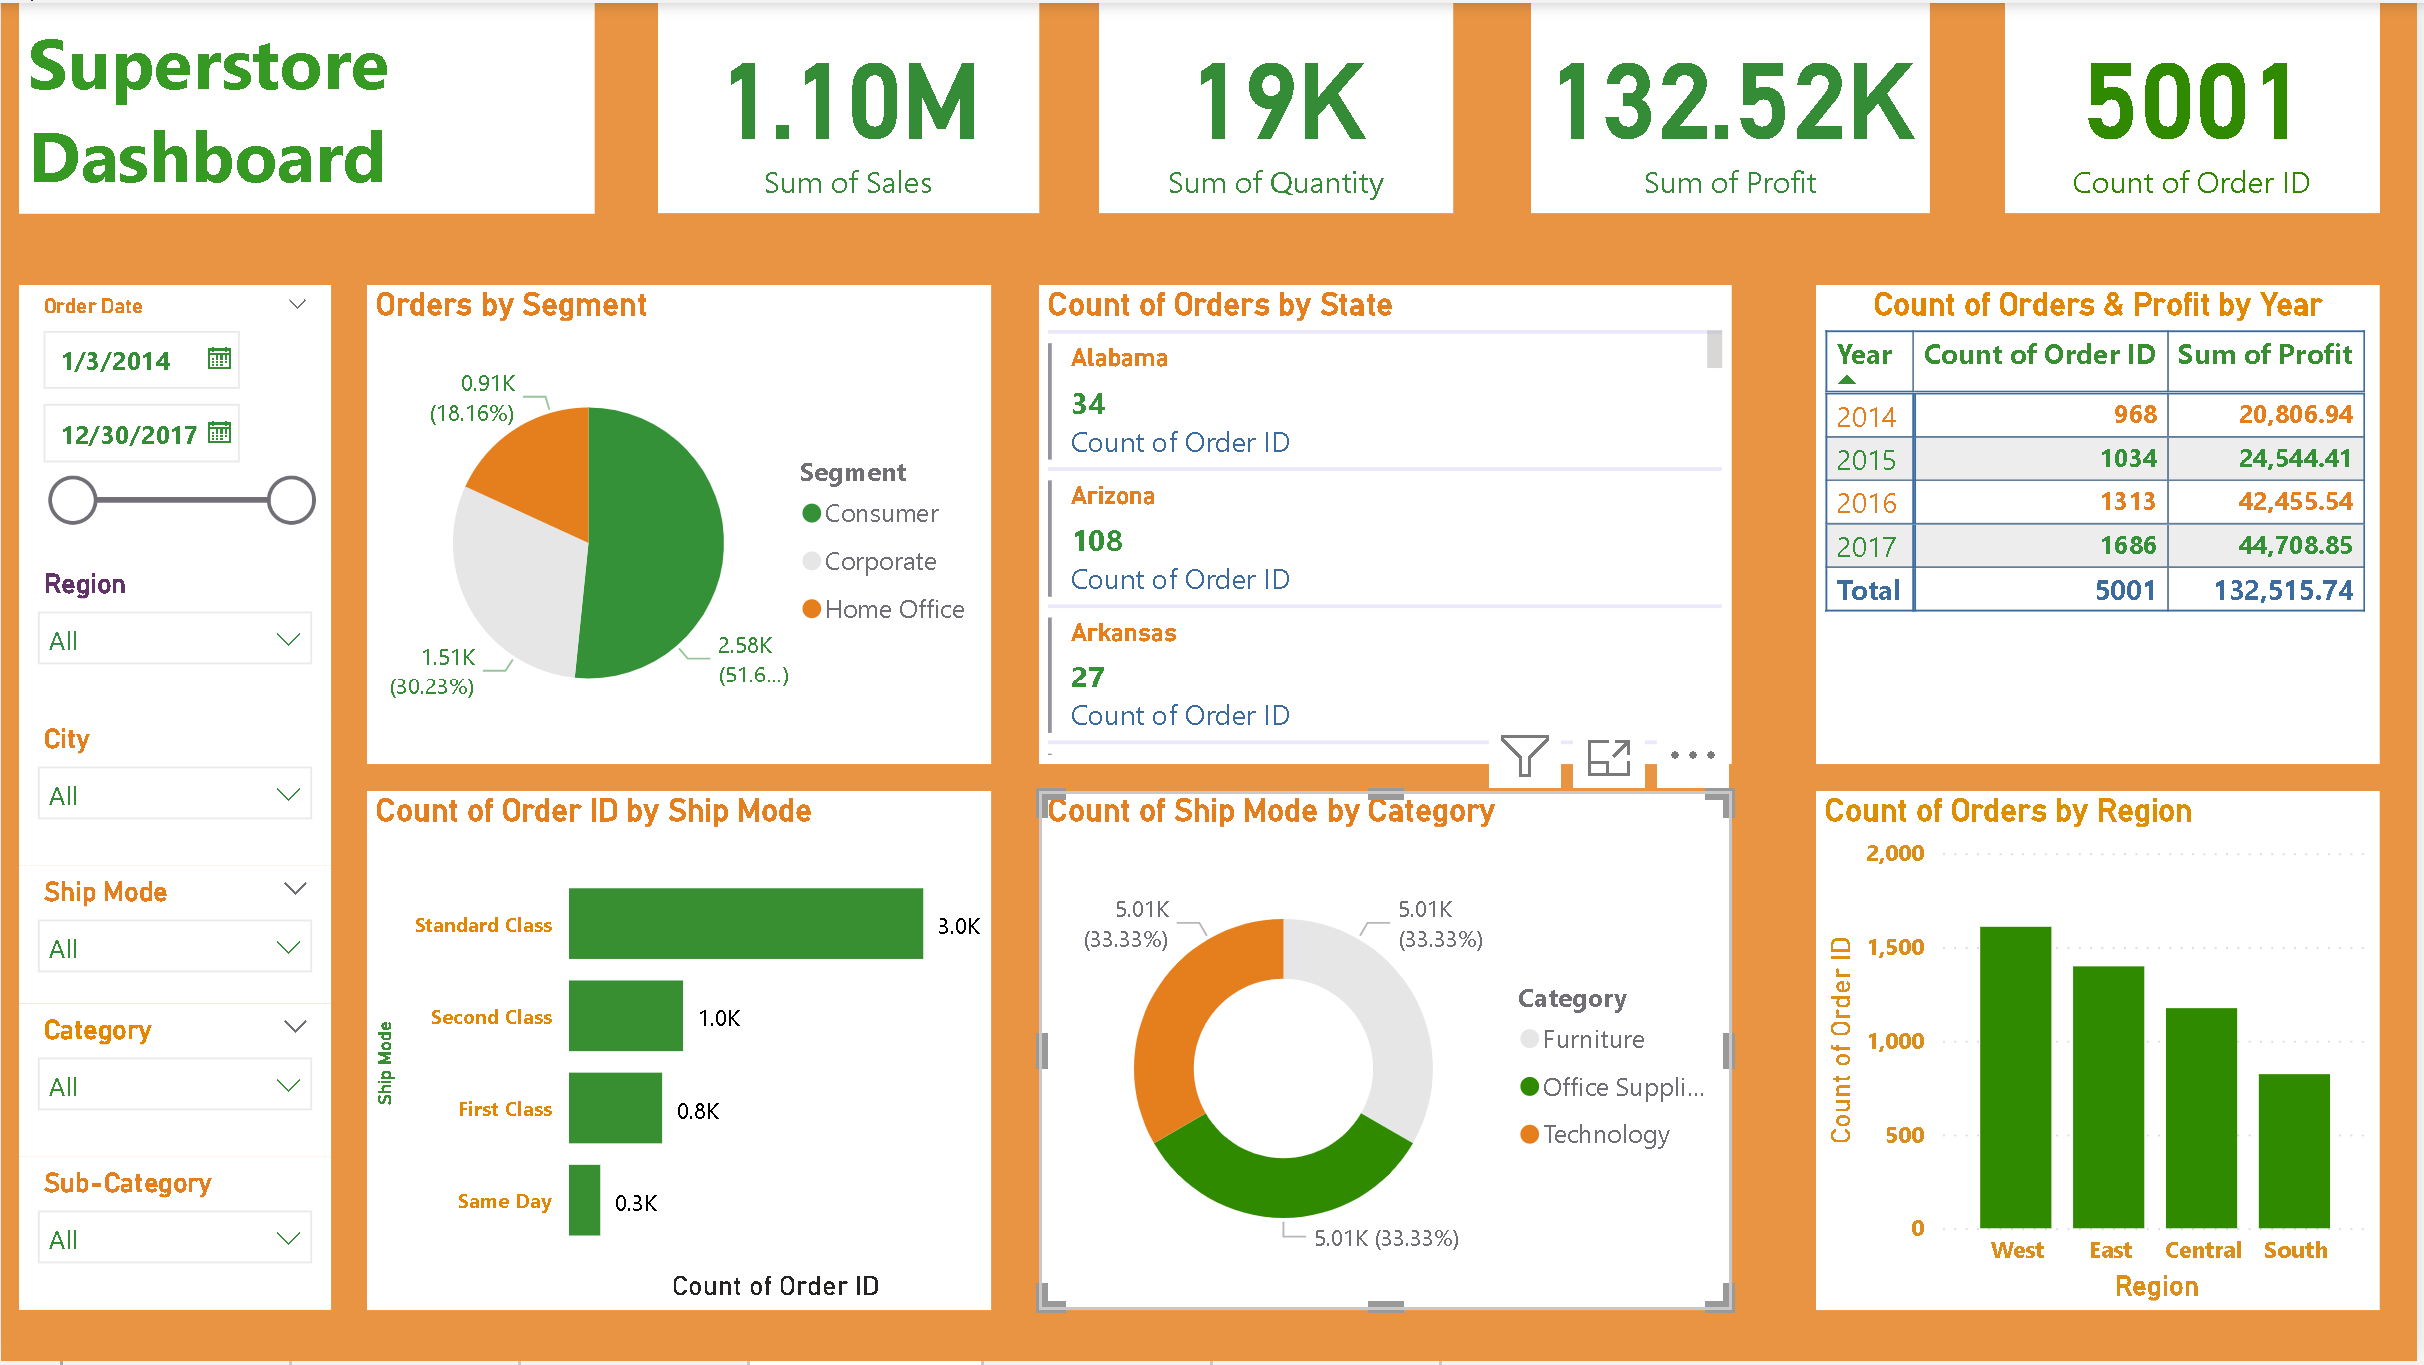 Superstore
Dashboard
1.10M
Sum of Sales
19K
Sum of Quantity
132.52K
Sum of Profit
5001
Count of Order ID
Order Date
1/3/2014
12/30/2017
Region
All
City
All
Ship Mode
All
Category
All
Sub-Category
All
Orders by Segment
0.91K
(18.16%)
1.51K
(30.23%)
2.58K
(51.6...)
Segment
Consumer
Corporate
Home Office
Count of Orders by State
Alabama
34
Count of Order ID
Arizona
108
Count of Order ID
Arkansas
27
Count of Order ID
Count of Orders & Profit by Year
Year Count of Order ID Sum of Profit
2014 968 20,806.94
2015 1034 24,544.41
2016 1313 42,455.54
2017 1686 44,708.85
Total 5001 132,515.74
Count of Order ID by Ship Mode
Ship Mode
Standard Class 3.0K
Second Class 1.0K
First Class 0.8K
Same Day 0.3K
Count of Order ID
Count of Ship Mode by Category
5.01K
(33.33%)
5.01K
(33.33%)
5.01K (33.33%)
Category
Furniture
Office Suppli...
Technology
Count of Orders by Region
Count of Order ID
2,000
1,500
1,000
500
0
West East Central South
Region